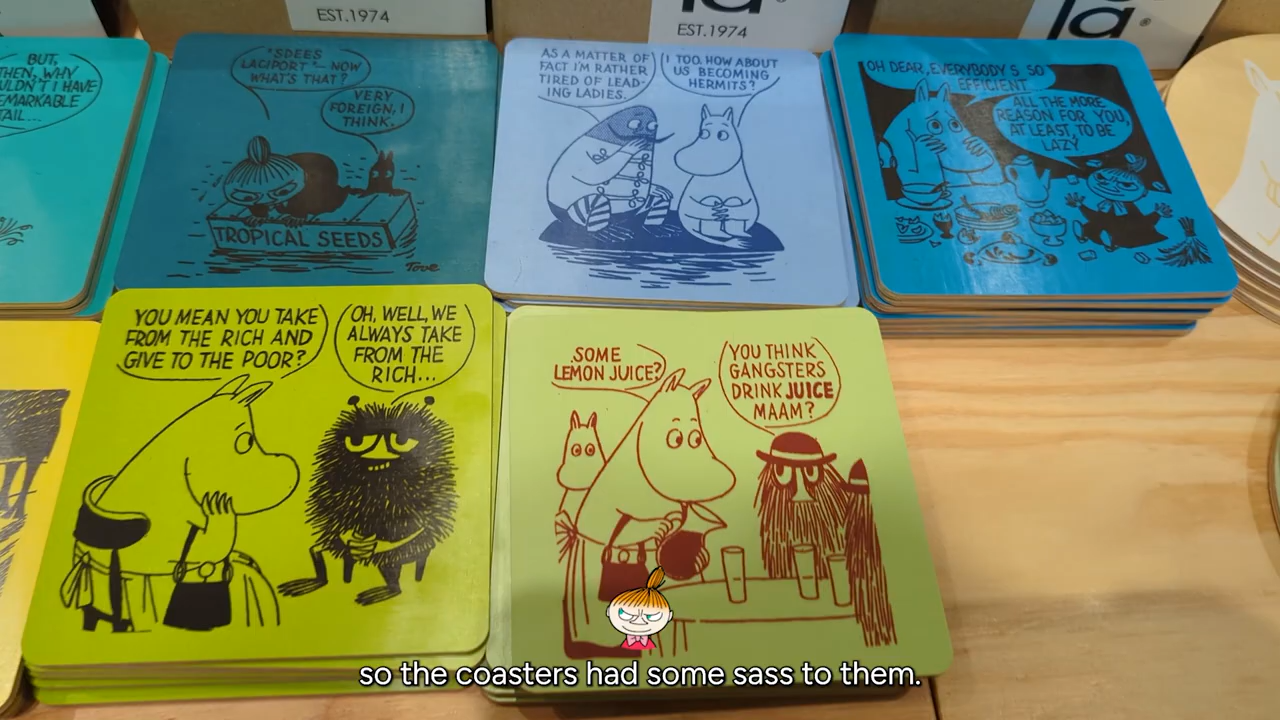 EST.1974
EST.1974
BUT,
THEN, WHY
I HAVE
TAIL...
"SDEES
LACIPORT"— NOW
WHAT'S THAT?
VERY
FOREIGN, I
THINK.
TROPICAL SEEDS
Tove
AS A MATTER OF
FACT I'M RATHER
TIRED OF LEAD-
ING LADIES.
I TOO. HOW ABOUT
US BECOMING
HERMITS?
OH DEAR, EVERYBODY'S SO
EFFICIENT
ALL THE MORE
REASON FOR YOU,
AT LEAST, TO BE
LAZY
YOU MEAN YOU TAKE
FROM THE RICH AND
GIVE TO THE POOR?
OH, WELL, WE
ALWAYS TAKE
FROM THE
RICH...
SOME
LEMON JUICE?
YOU THINK
GANGSTERS
DRINK JUICE
MAAM?
so the coasters had some sass to them.